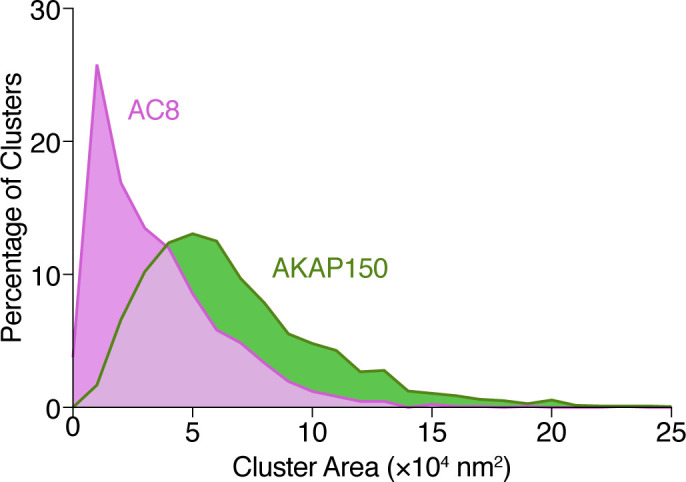 30
20
10
0
Percentage of Clusters
AC8
AKAP150
0 5 10 15 20 25
Cluster Area (×10⁴ nm²)